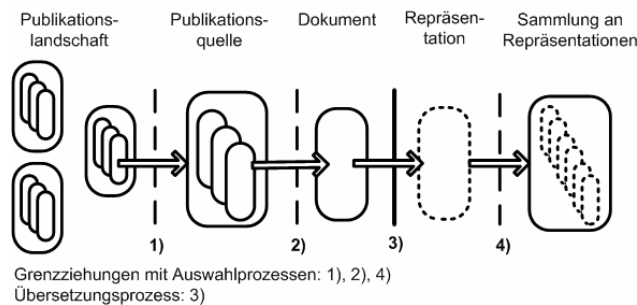 Publikations-
landschaft
Publikations-
quelle
Dokument
Repräsen-
tation
Sammlung an
Repräsentationen
1)
2)
3)
4)
Grenzziehungen mit Auswahlprozessen: 1), 2), 4)
Übersetzungsprozess: 3)